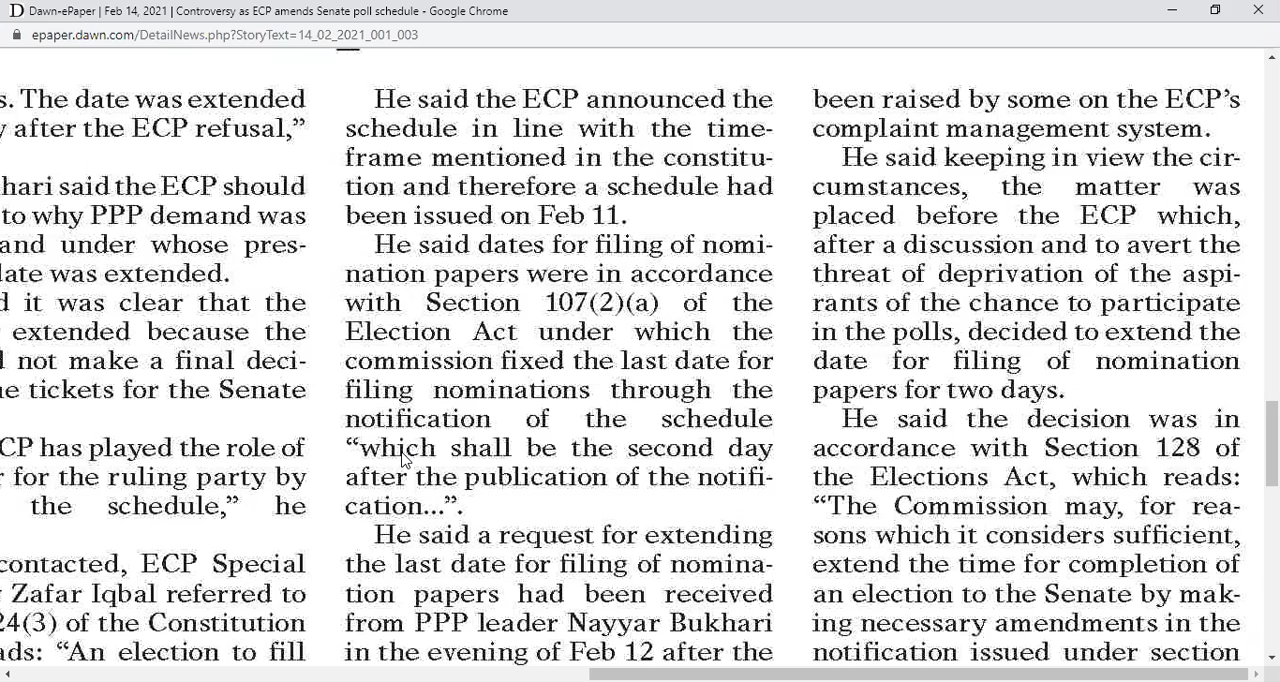 Dawn-ePaper | Feb 14, 2021 | Controversy as ECP amends Senate poll schedule - Google Chrome
epaper.dawn.com/DetailNews.php?StoryText=14_02_2021_001_003
s. The date was extended
after the ECP refusal,”
said the ECP should
to why PPP demand was
and under whose pres-
was extended.
it was clear that the
extended because the
not make a final deci-
tickets for the Senate
CP has played the role of
for the ruling party by
the schedule,” he
contacted, ECP Special
Zafar Iqbal referred to
24(3) of the Constitution
“An election to fill
He said the ECP announced the
schedule in line with the time-
frame mentioned in the constitu-
tion and therefore a schedule had
been issued on Feb 11.
He said dates for filing of nomi-
nation papers were in accordance
with Section 107(2)(a) of the
Election Act under which the
commission fixed the last date for
filing nominations through the
notification of the schedule
“which shall be the second day
after the publication of the notifi-
cation...”.
He said a request for extending
the last date for filing of nomina-
tion papers had been received
from PPP leader Nayyar Bukhari
in the evening of Feb 12 after the
been raised by some on the ECP’s
complaint management system.
He said keeping in view the cir-
cumstances, the matter was
placed before the ECP which,
after a discussion and to avert the
threat of deprivation of the aspi-
rants of the chance to participate
in the polls, decided to extend the
date for filing of nomination
papers for two days.
He said the decision was in
accordance with Section 128 of
the Elections Act, which reads:
“The Commission may, for rea-
sons which it considers sufficient,
extend the time for completion of
an election to the Senate by mak-
ing necessary amendments in the
notification issued under section